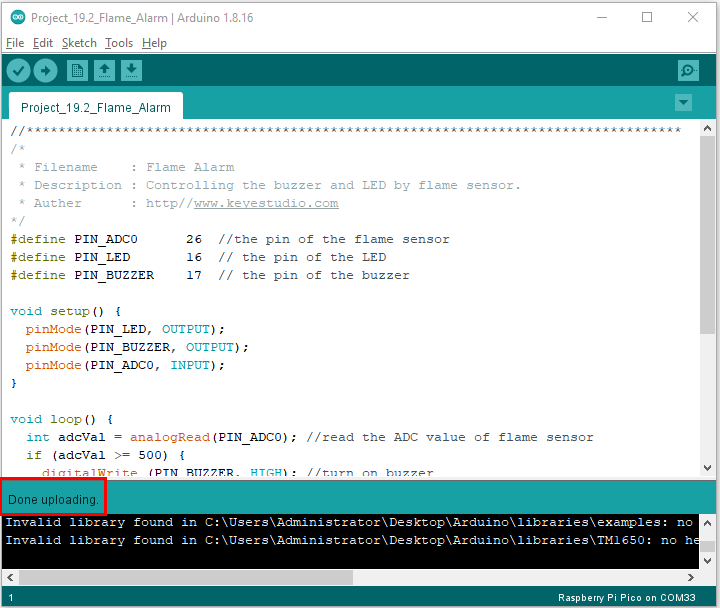 Project_19.2_Flame_Alarm | Arduino 1.8.16
File Edit Sketch Tools Help
Project_19.2_Flame_Alarm
//**********************************************************************************
/*
 * Filename    : Flame Alarm
 * Description : Controlling the buzzer and LED by flame sensor.
 * Auther      : http//www.keyestudio.com
*/
#define PIN_ADC0      26  //the pin of the flame sensor
#define PIN_LED       16  // the pin of the LED
#define PIN_BUZZER    17  // the pin of the buzzer
void setup() {
  pinMode(PIN_LED, OUTPUT);
  pinMode(PIN_BUZZER, OUTPUT);
  pinMode(PIN_ADC0, INPUT);
}
void loop() {
  int adcVal = analogRead(PIN_ADC0); //read the ADC value of flame sensor
  if (adcVal >= 500) {
    digitalWrite (PIN_BUZZER, HIGH); //turn on buzzer
Done uploading.
Invalid library found in C:\Users\Administrator\Desktop\Arduino\libraries\examples: no
Invalid library found in C:\Users\Administrator\Desktop\Arduino\libraries\TM1650: no he
1
Raspberry Pi Pico on COM33